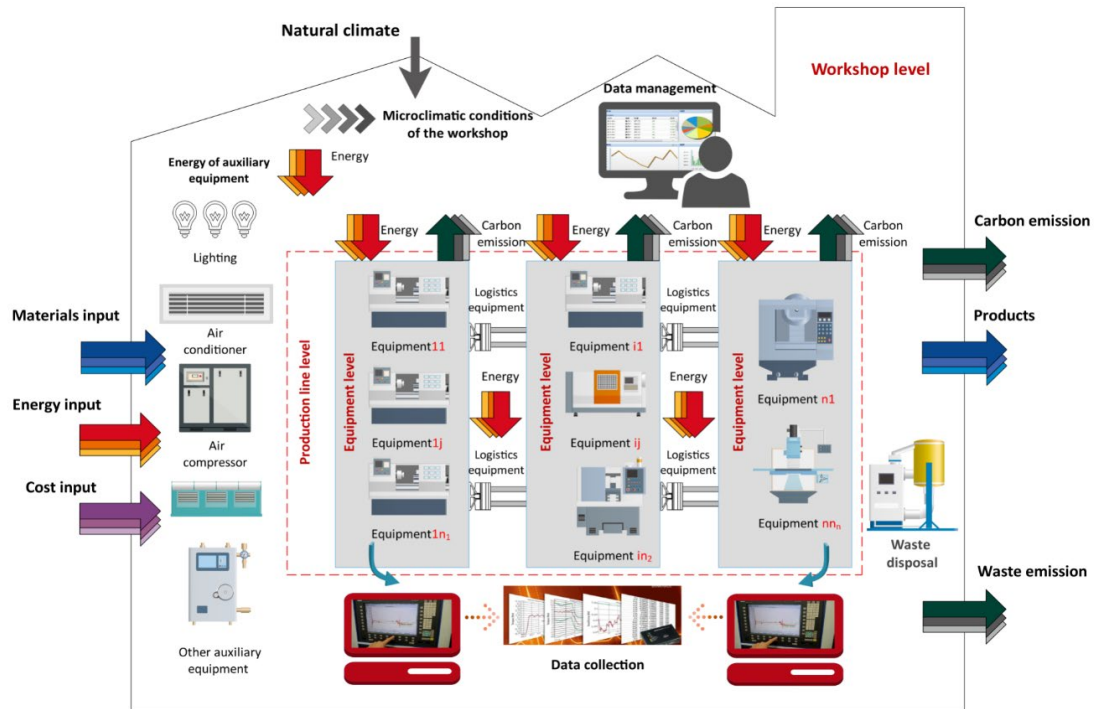 Natural climate
Workshop level
Data management
Microclimatic conditions
of the workshop
Energy
Energy of auxiliary
equipment
Lighting
Air
conditioner
Air
compressor
Other auxiliary
equipment
Materials input
Energy input
Cost input
Energy
Carbon
emission
Energy
Carbon
emission
Energy
Carbon
emission
Production line level
Equipment level
Equipment11
Equipment1j
Equipment1n₁
Logistics
equipment
Energy
Logistics
equipment
Equipment level
Equipment i1
Equipment ij
Equipment in₂
Logistics
equipment
Energy
Logistics
equipment
Equipment level
Equipment n1
Equipment nnₙ
Waste
disposal
Data collection
Carbon emission
Products
Waste emission